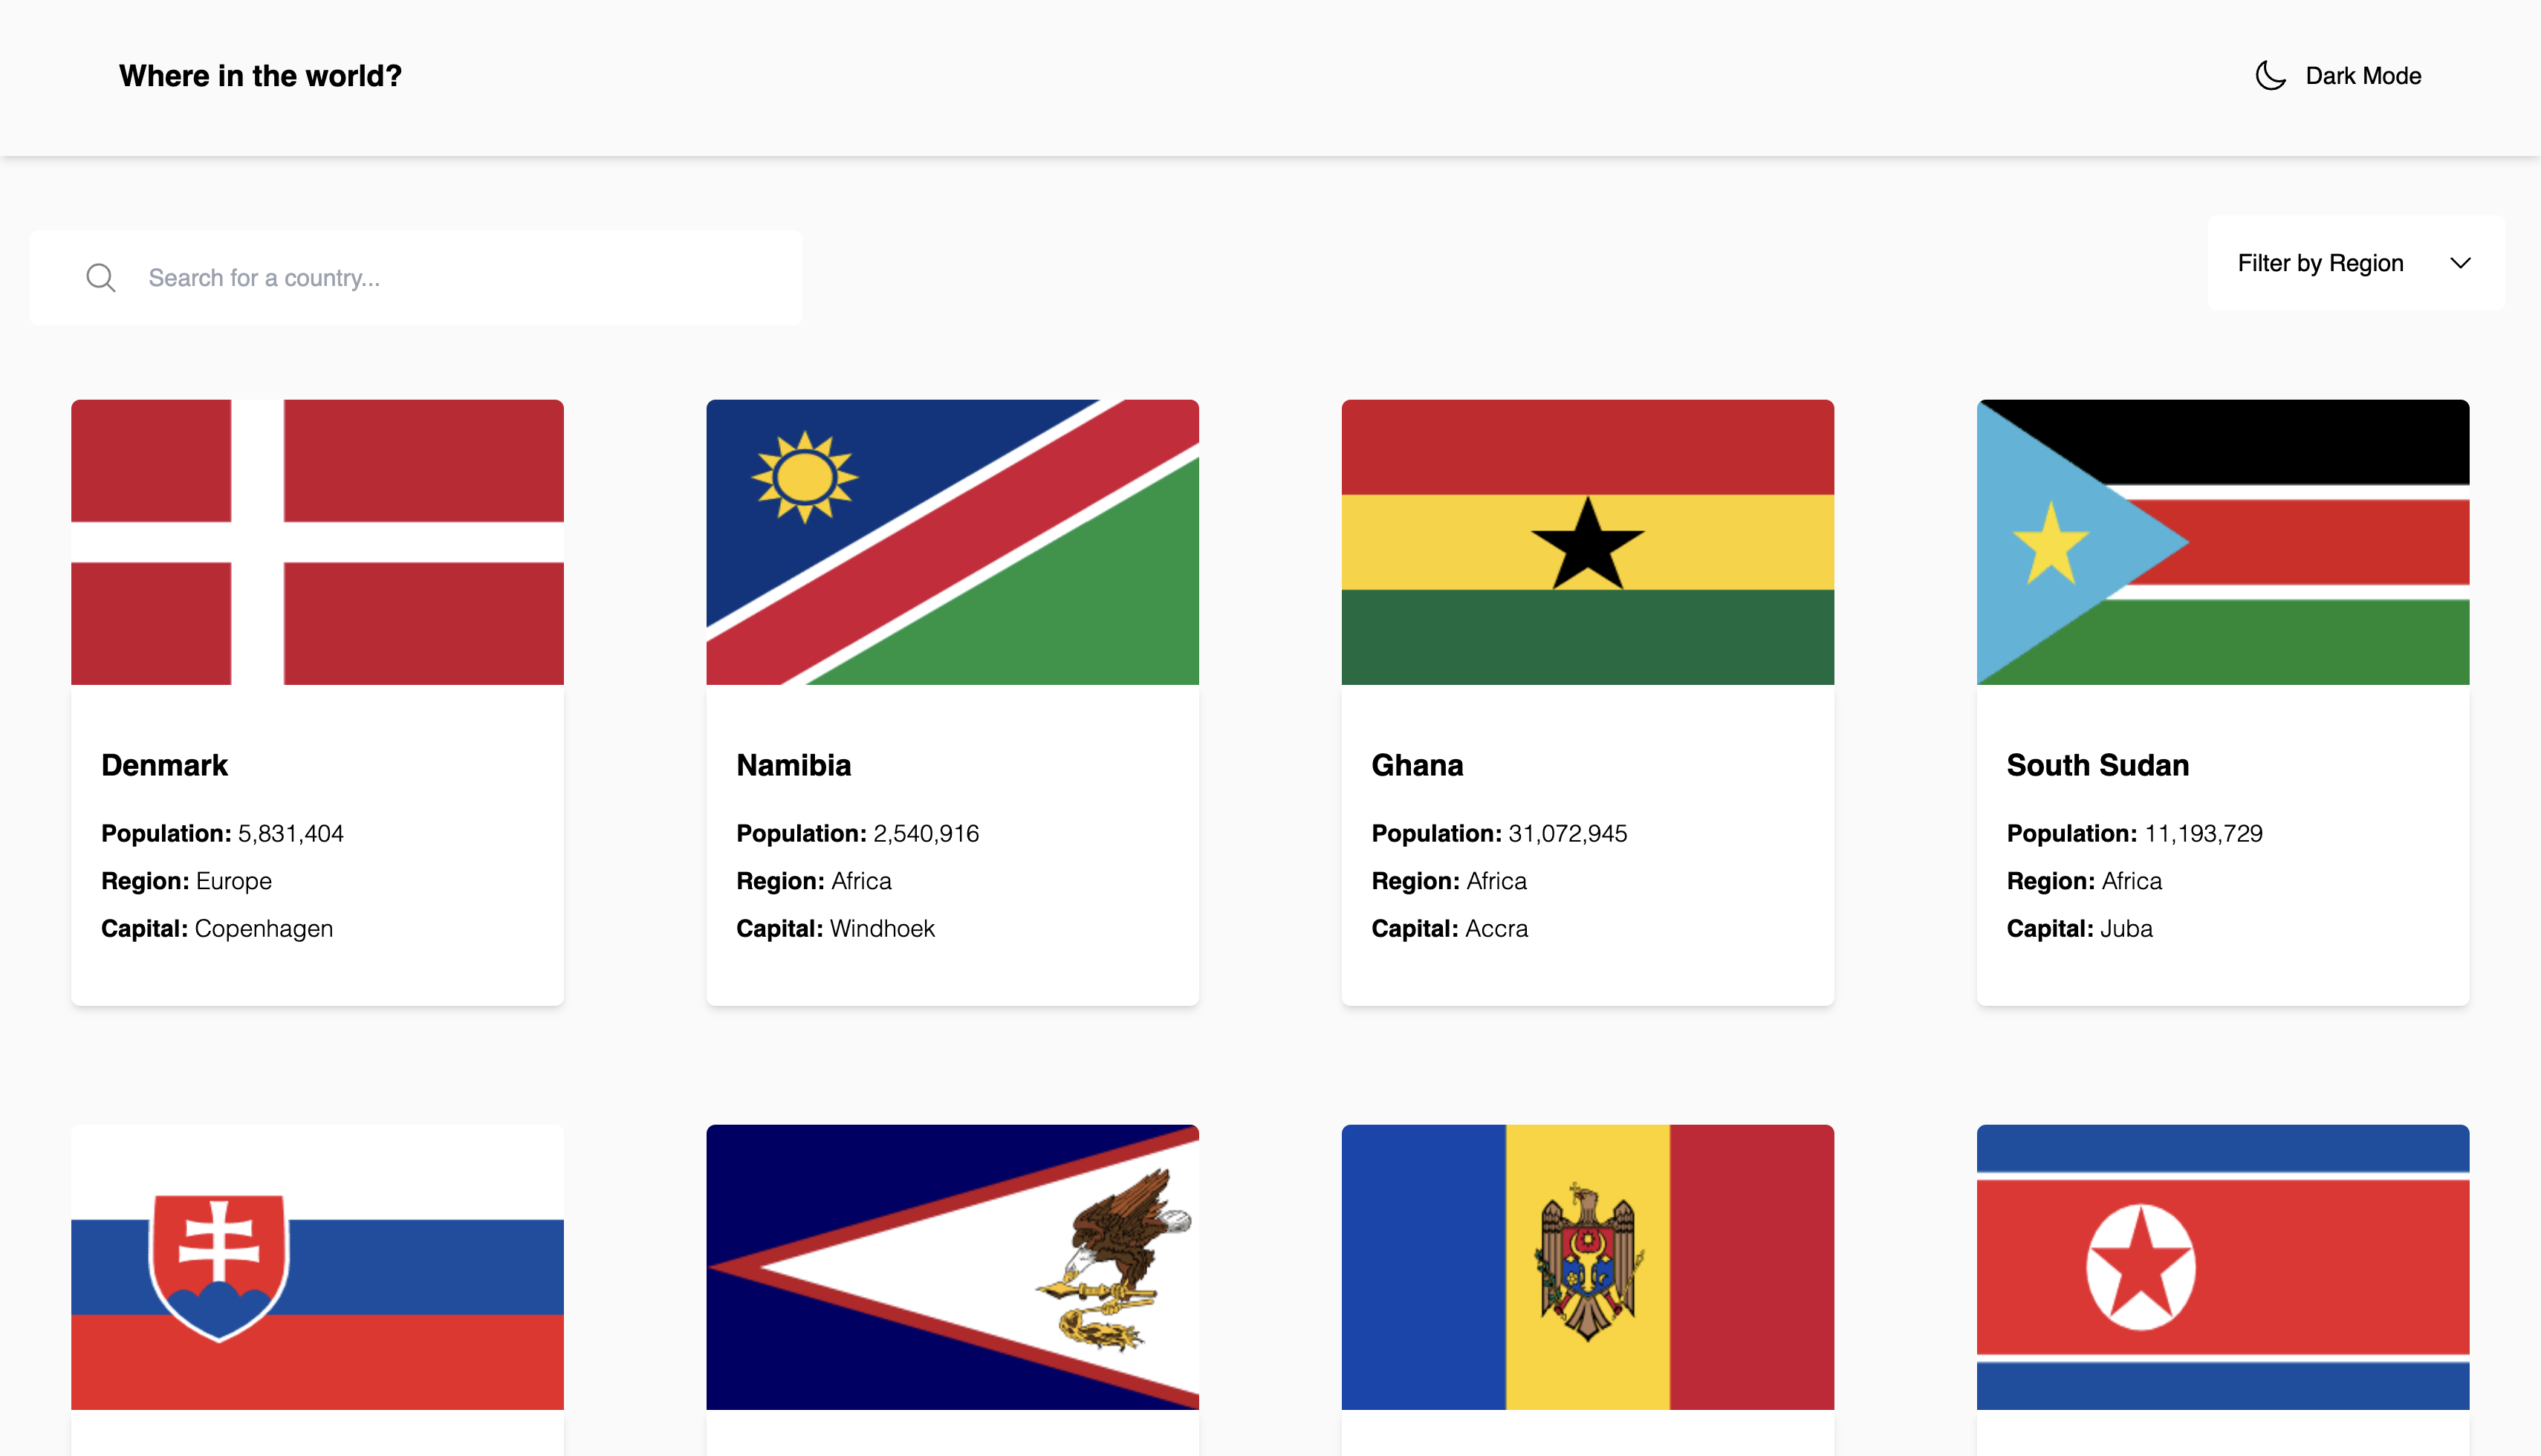 Where in the world?
Dark Mode
Search for a country...
Filter by Region
Denmark
Population: 5,831,404
Region: Europe
Capital: Copenhagen
Namibia
Population: 2,540,916
Region: Africa
Capital: Windhoek
Ghana
Population: 31,072,945
Region: Africa
Capital: Accra
South Sudan
Population: 11,193,729
Region: Africa
Capital: Juba